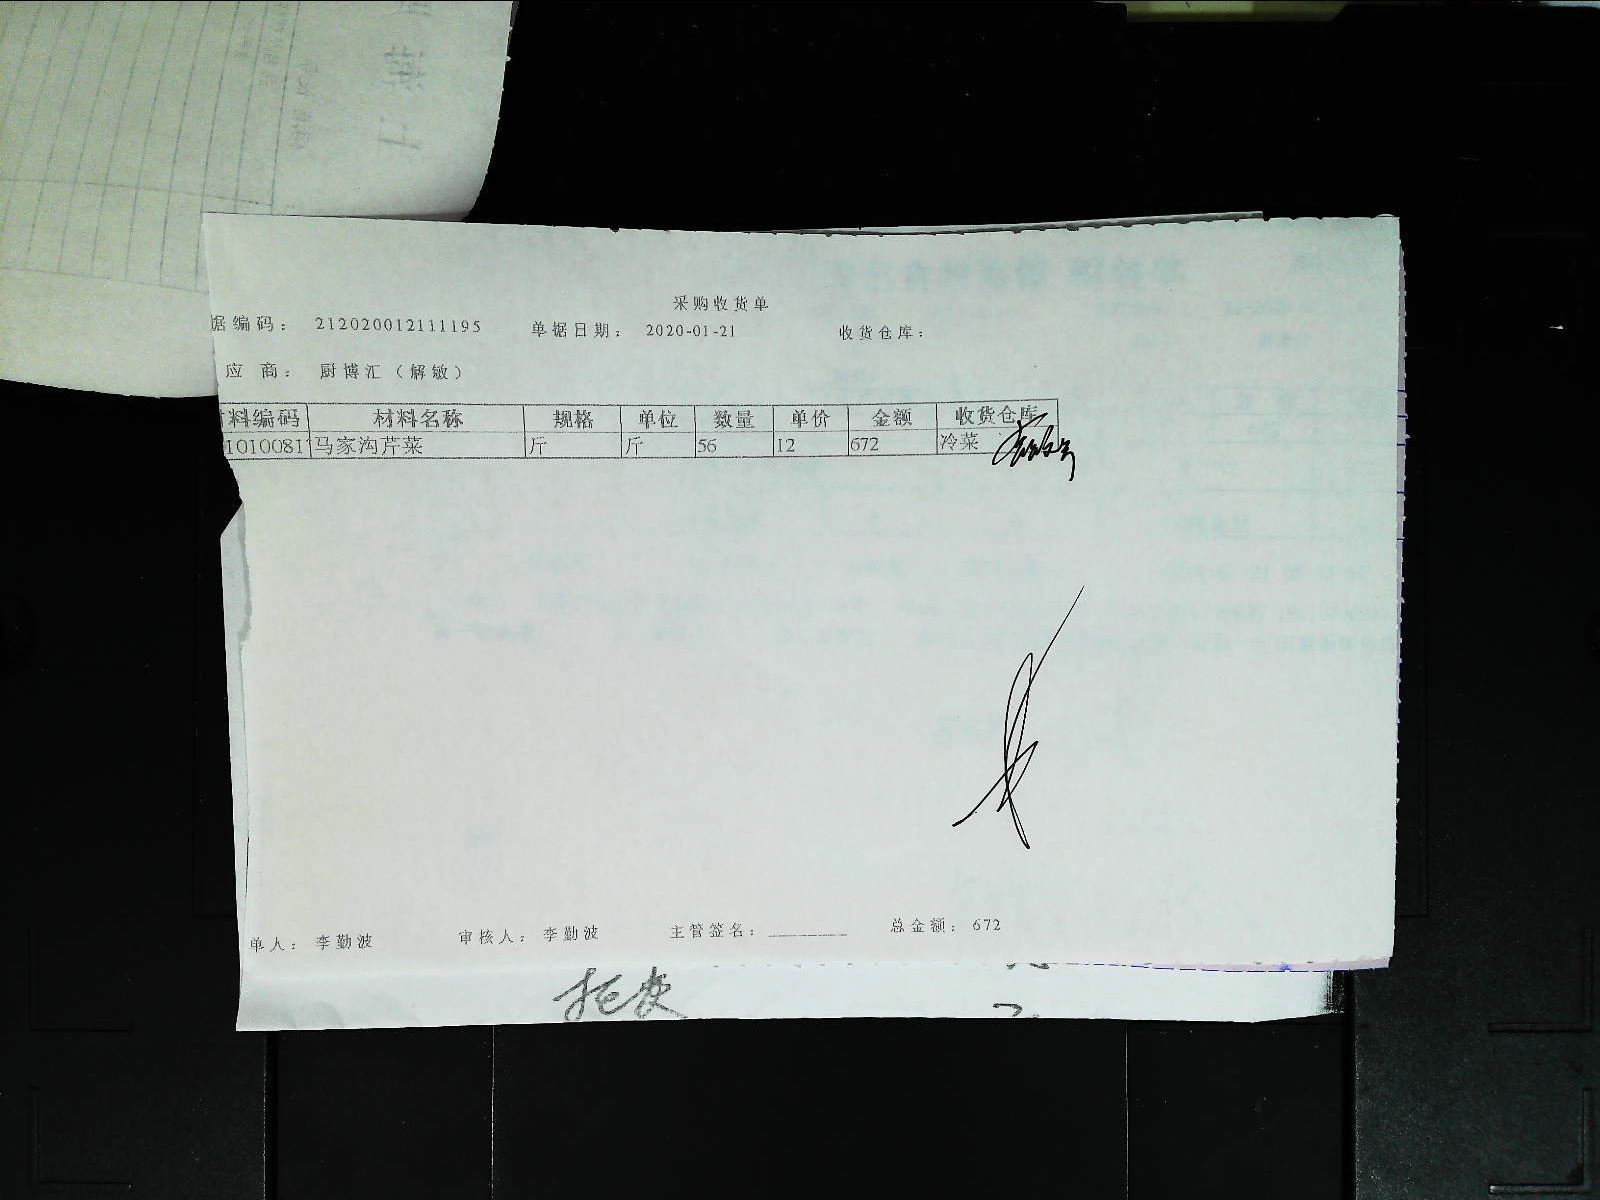 采购收货单
据编码： 212020012111195 单据日期： 2020-01-21 收货仓库：
应 商： 厨博汇（解敏）
料编码 材料名称 规格 单位 数量 单价 金额 收货仓库
1010081 马家沟芹菜 斤 斤 56 12 672 冷菜
单人： 李勤波 审核人： 李勤波 主管签名： 总金额： 672